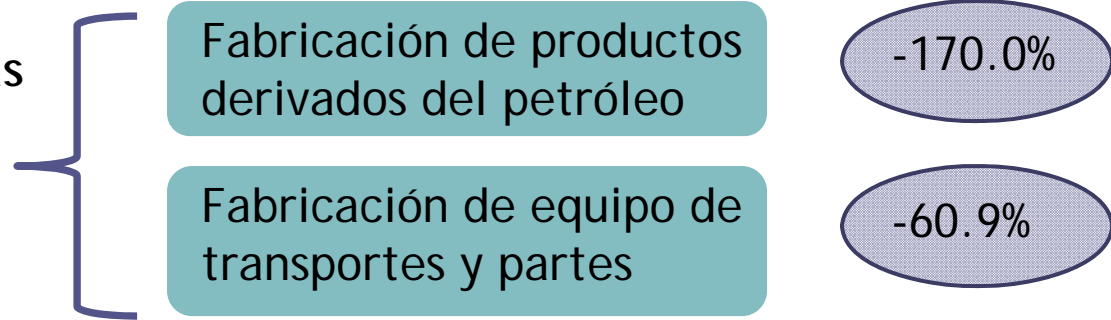 Fabricación de productos
derivados del petróleo
-170.0%
Fabricación de equipo de
transportes y partes
-60.9%